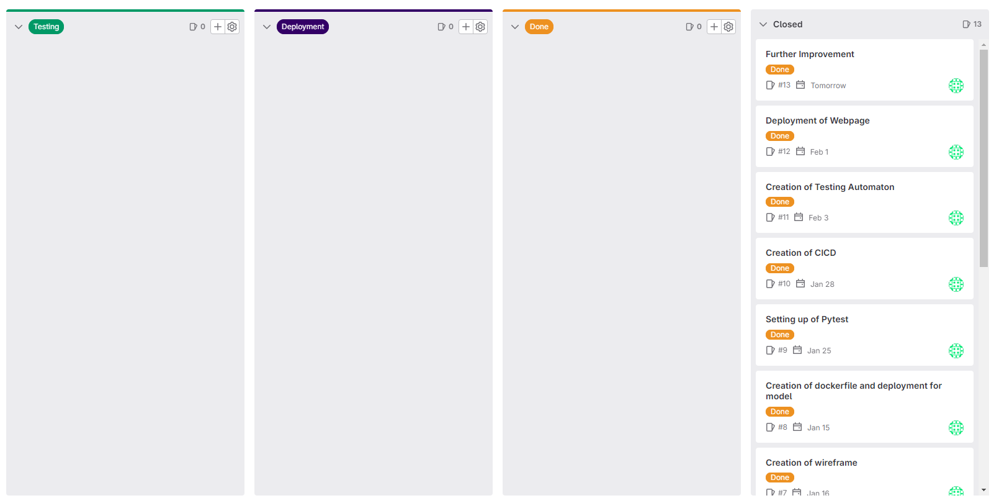 Testing
0
Deployment
0
Done
0
Closed
13
Further Improvement
Done
#13 Tomorrow
Deployment of Webpage
Done
#12 Feb 1
Creation of Testing Automaton
Done
#11 Feb 3
Creation of CICD
Done
#10 Jan 28
Setting up of Pytest
Done
#9 Jan 25
Creation of dockerfile and deployment for
model
Done
#8 Jan 15
Creation of wireframe
Done
#7 Jan 16